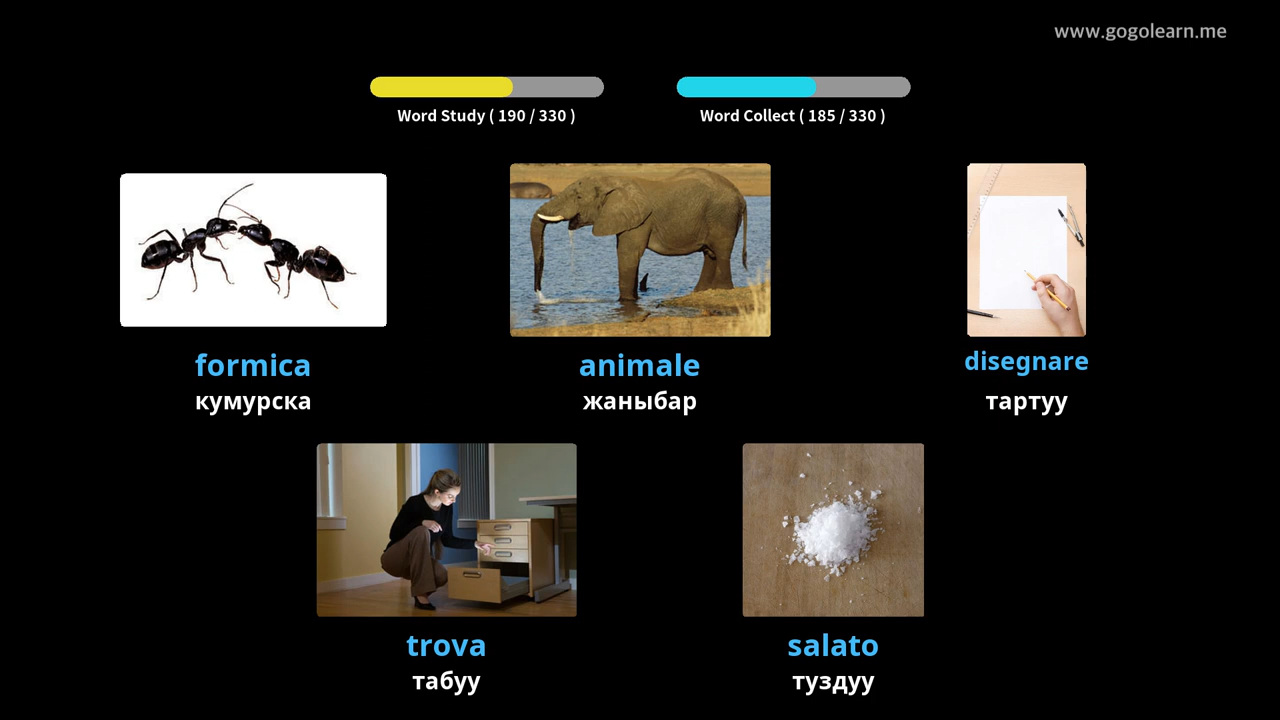 www.gogolearn.me
Word Study ( 190 / 330 )
Word Collect ( 185 / 330 )
formica
кумурска
animale
жаныбар
disegnare
тартуу
trova
табуу
salato
туздуу